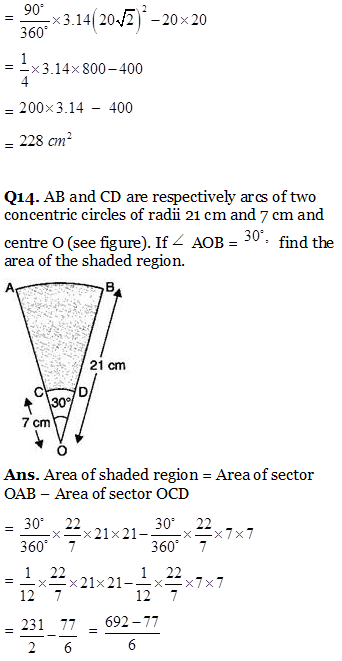 = 90°/360° × 3.14(20√2)² − 20×20
= 1/4 × 3.14×800−400
= 200×3.14 − 400
= 228 cm²
Q14. AB and CD are respectively arcs of two
concentric circles of radii 21 cm and 7 cm and
centre O (see figure). If ∠ AOB = 30°, find the
area of the shaded region.
A B
21 cm
C D
30°
7 cm
O
Ans. Area of shaded region = Area of sector
OAB – Area of sector OCD
= 30°/360° × 22/7 ×21×21− 30°/360° × 22/7 ×7×7
= 1/12 × 22/7 ×21×21− 1/12 × 22/7 ×7×7
= 231/2 − 77/6 = 692−77/6